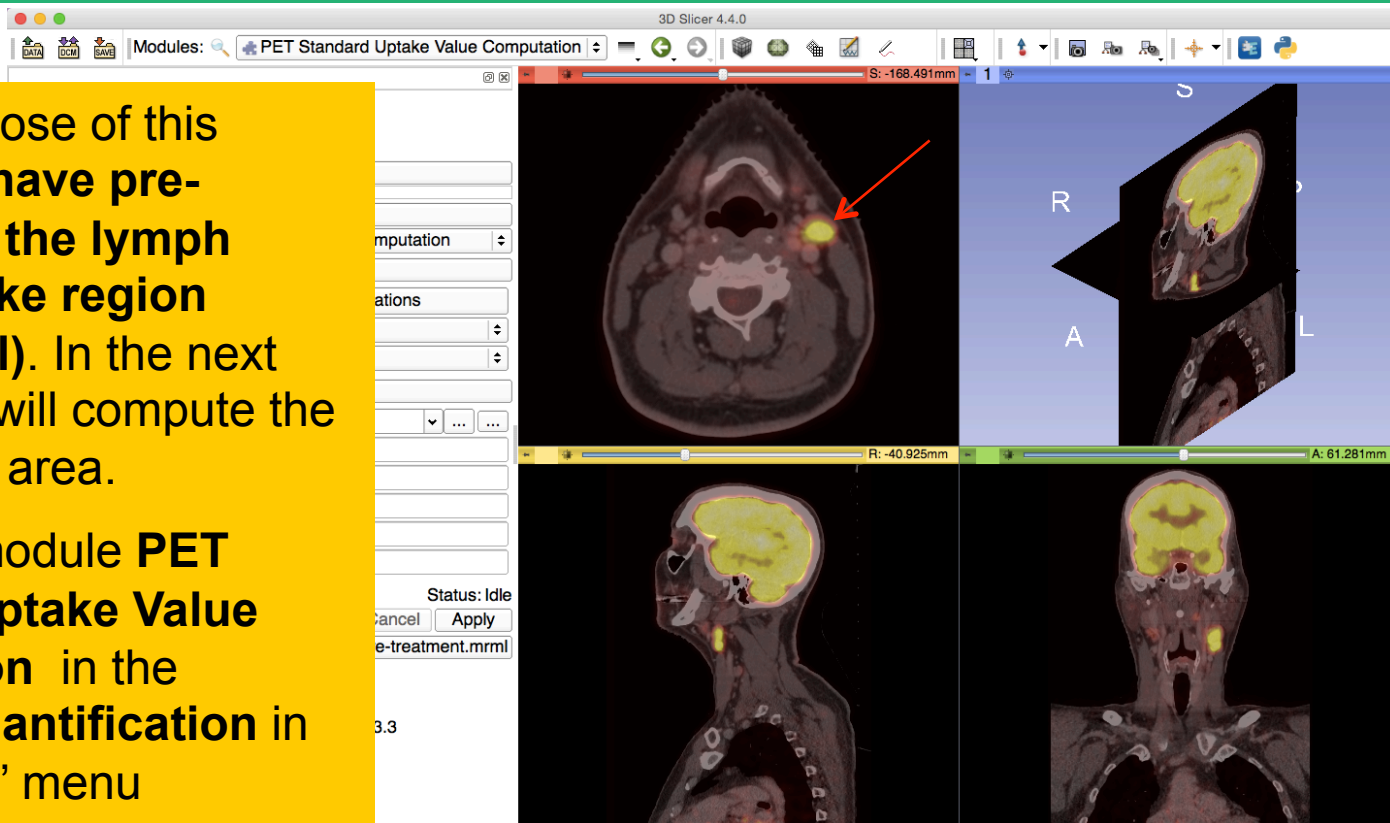 3D Slicer 4.4.0
DATA DCM SAVE Modules: PET Standard Uptake Value Computation
ose of this
have pre-
the lymph
ke region
l). In the next
will compute the
area.
odule PET
ptake Value
on in the
antification in
’ menu
mputation
ations
... ...
Status: Idle
Cancel Apply
e-treatment.mrml
3.3
S: -168.491mm
1
S
R
A
L
R: -40.925mm
A: 61.281mm